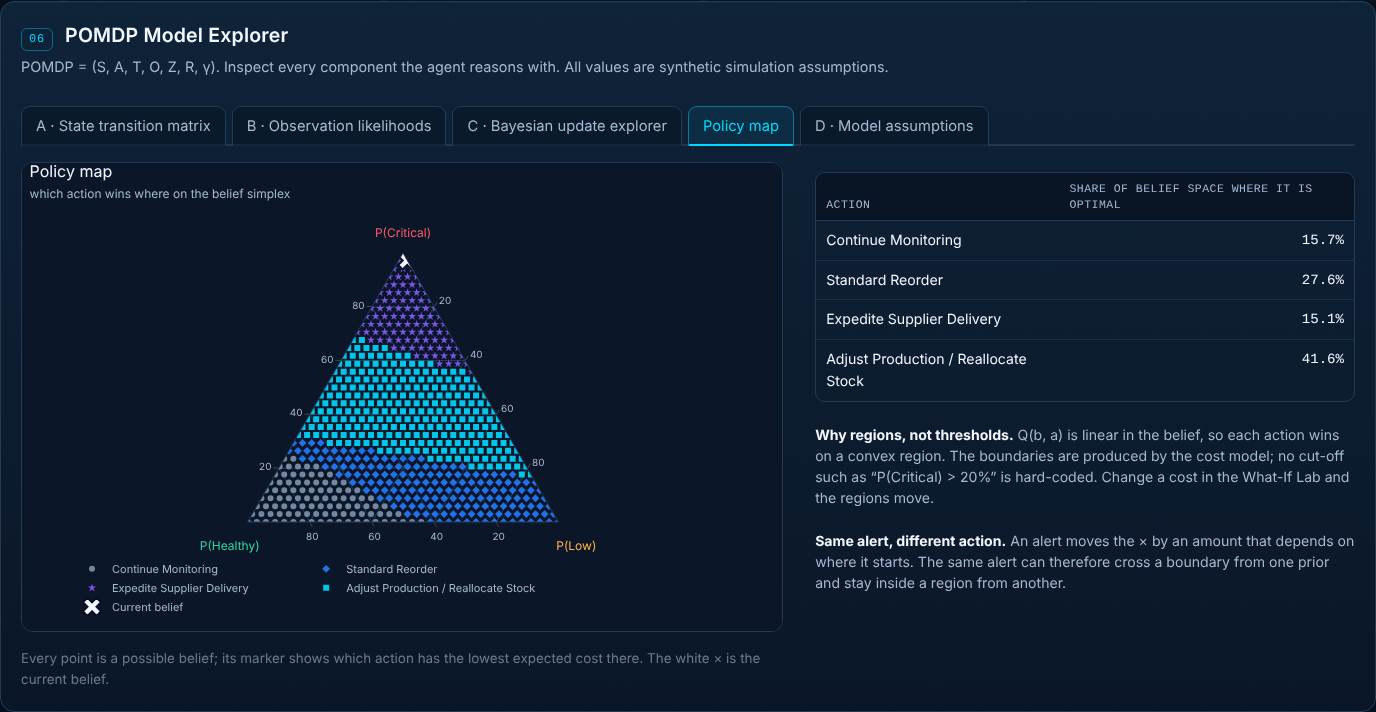 06 POMDP Model Explorer
POMDP = (S, A, T, O, Z, R, γ). Inspect every component the agent reasons with. All values are synthetic simulation assumptions.
A · State transition matrix
B · Observation likelihoods
C · Bayesian update explorer
Policy map
D · Model assumptions
Policy map
which action wins where on the belief simplex
P(Critical)
80
20
60
40
40
60
20
80
80
60
40
20
P(Healthy)
P(Low)
Continue Monitoring
Standard Reorder
Expedite Supplier Delivery
Adjust Production / Reallocate Stock
Current belief
Every point is a possible belief; its marker shows which action has the lowest expected cost there. The white × is the
current belief.
ACTION
SHARE OF BELIEF SPACE WHERE IT IS
OPTIMAL
Continue Monitoring 15.7%
Standard Reorder 27.6%
Expedite Supplier Delivery 15.1%
Adjust Production / Reallocate 41.6%
Stock
Why regions, not thresholds. Q(b, a) is linear in the belief, so each action wins
on a convex region. The boundaries are produced by the cost model; no cut-off
such as “P(Critical) > 20%” is hard-coded. Change a cost in the What-If Lab and
the regions move.
Same alert, different action. An alert moves the × by an amount that depends on
where it starts. The same alert can therefore cross a boundary from one prior
and stay inside a region from another.